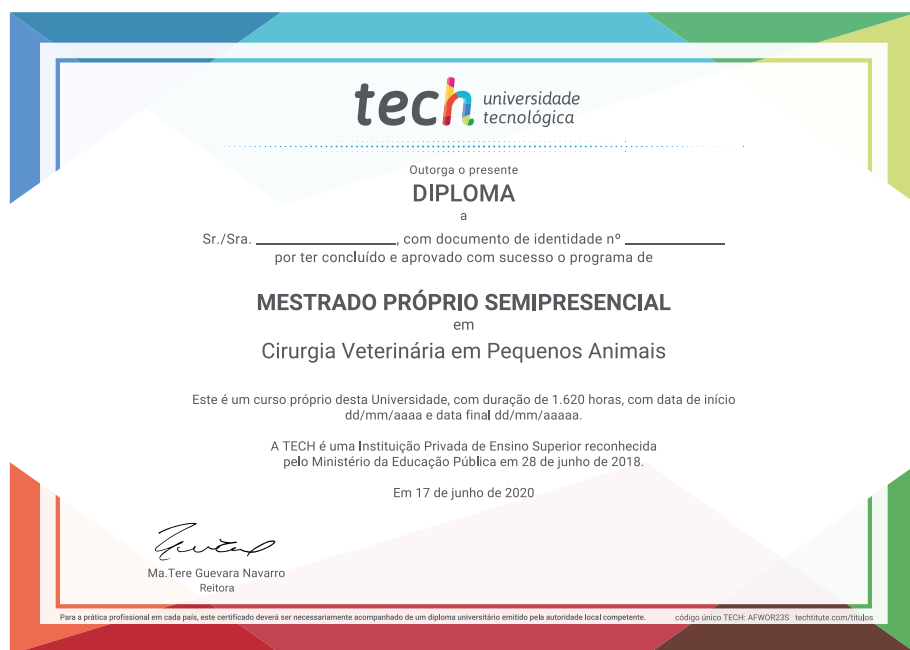 tech universidade
tecnológica
Outorga o presente
DIPLOMA
a
Sr./Sra. ____________, com documento de identidade nº ____________
por ter concluído e aprovado com sucesso o programa de
MESTRADO PRÓPRIO SEMIPRESENCIAL
em
Cirurgia Veterinária em Pequenos Animais
Este é um curso próprio desta Universidade, com duração de 1.620 horas, com data de início
dd/mm/aaaa e data final dd/mm/aaaaa.
A TECH é uma Instituição Privada de Ensino Superior reconhecida
pelo Ministério da Educação Pública em 28 de junho de 2018.
Em 17 de junho de 2020
Ma.Tere Guevara Navarro
Reitora
Para a prática profissional em cada país, este certificado deverá ser necessariamente acompanhado de um diploma universitário emitido pela autoridade local competente. código único TECH: AFWOR23S techtitute.com/titulos